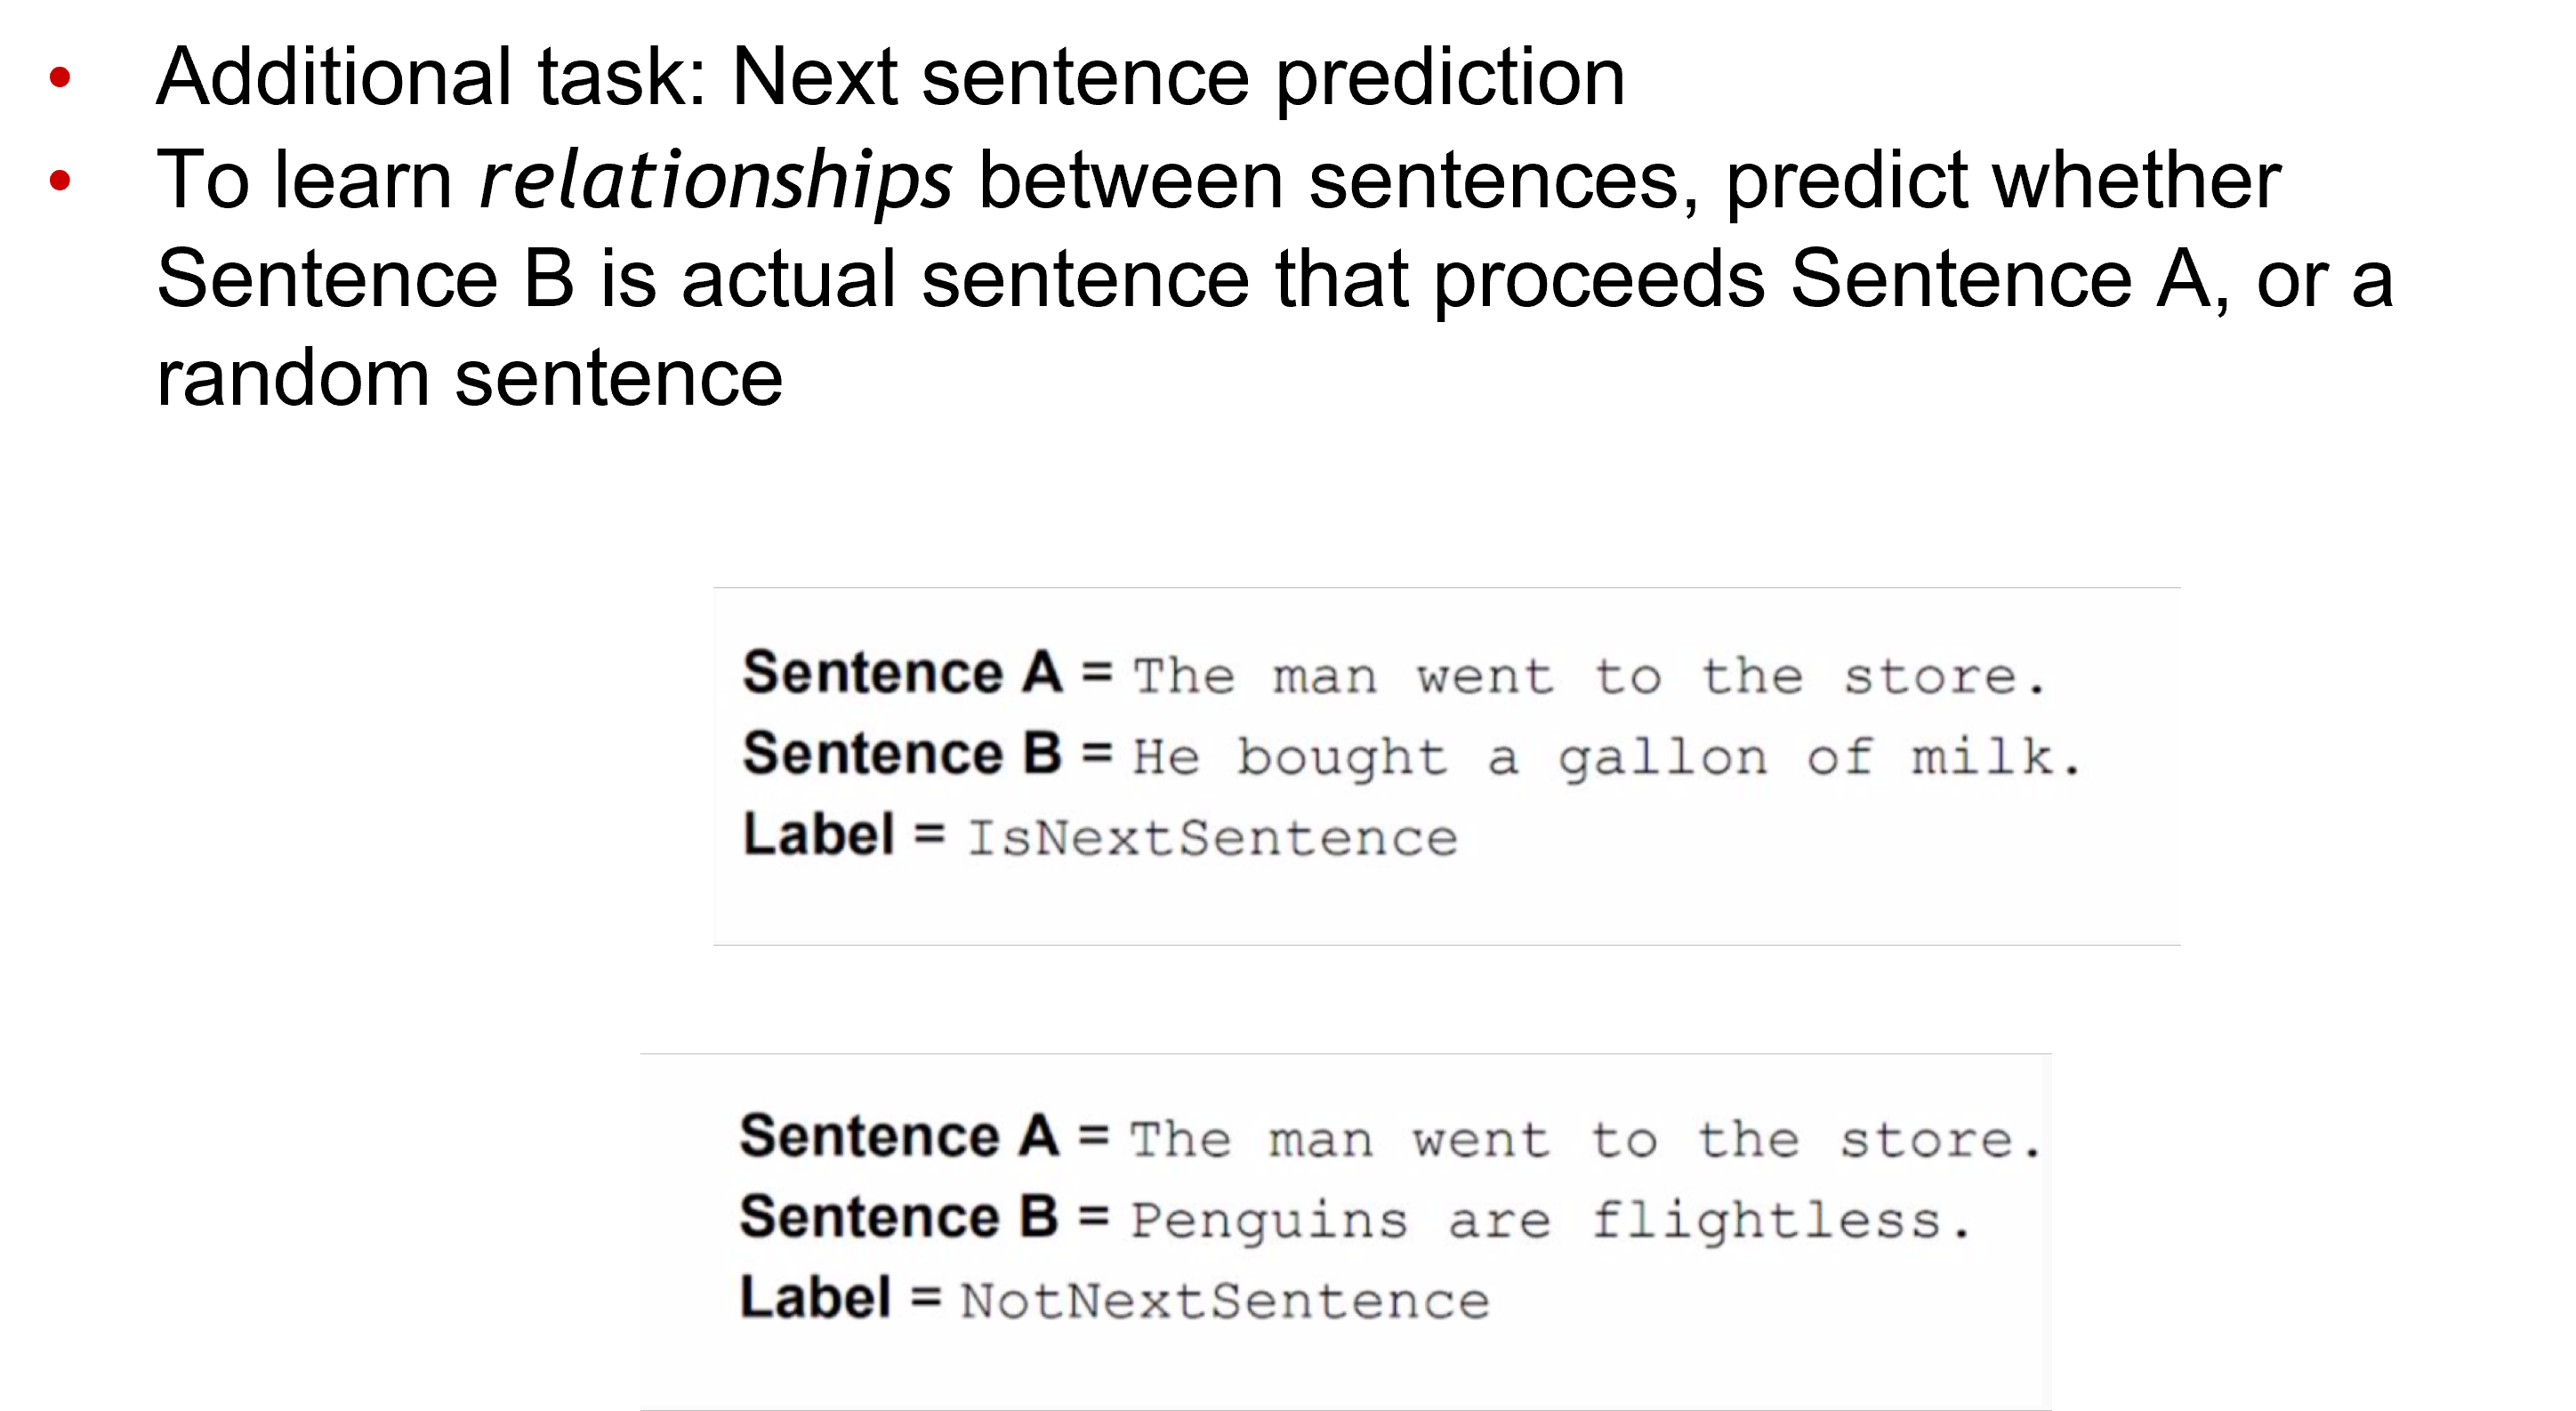 • Additional task: Next sentence prediction
• To learn relationships between sentences, predict whether
Sentence B is actual sentence that proceeds Sentence A, or a
random sentence
Sentence A = The man went to the store.
Sentence B = He bought a gallon of milk.
Label = IsNextSentence
Sentence A = The man went to the store.
Sentence B = Penguins are flightless.
Label = NotNextSentence